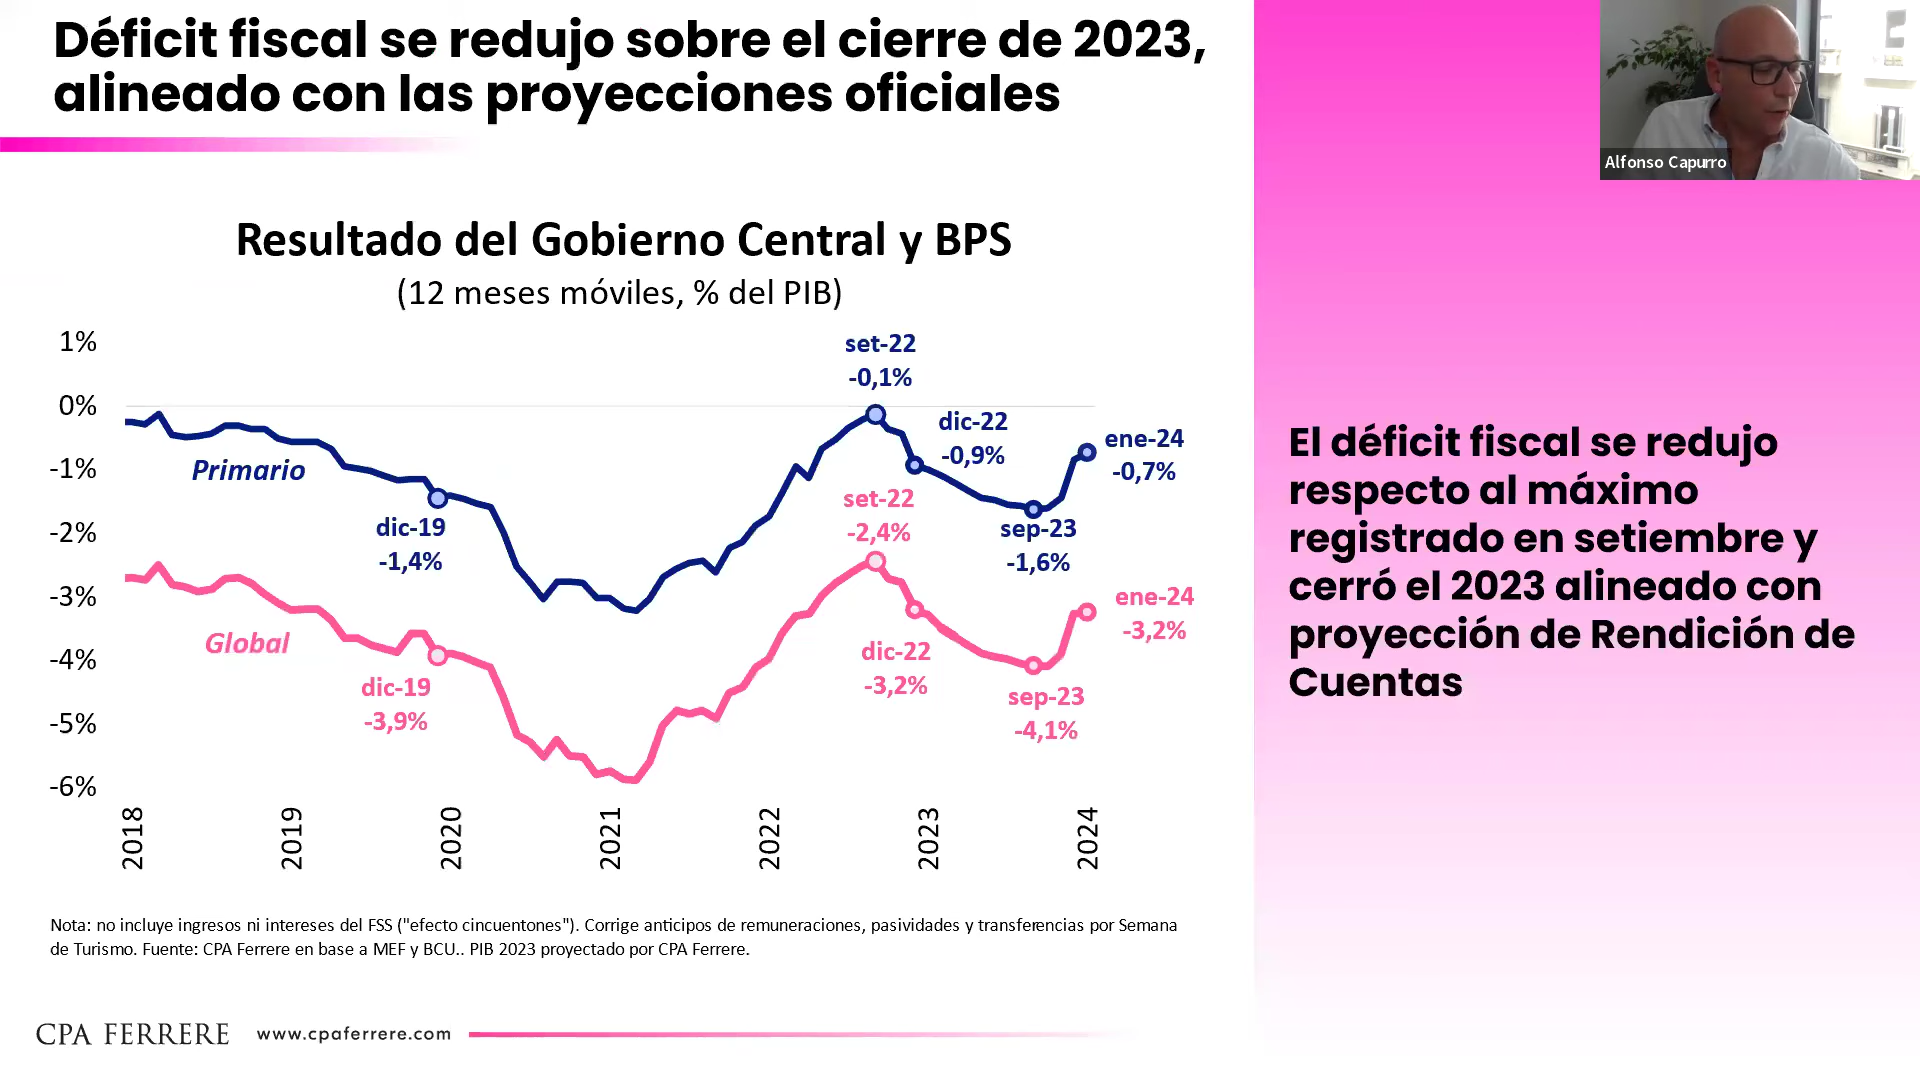 Déficit fiscal se redujo sobre el cierre de 2023,
alineado con las proyecciones oficiales
Alfonso Capurro
Resultado del Gobierno Central y BPS
(12 meses móviles, % del PIB)
1%
0%
-1%
-2%
-3%
-4%
-5%
-6%
Primario
Global
dic-19
-1,4%
set-22
-0,1%
dic-22
-0,9%
sep-23
-1,6%
ene-24
-0,7%
dic-19
-3,9%
set-22
-2,4%
dic-22
-3,2%
sep-23
-4,1%
ene-24
-3,2%
2018
2019
2020
2021
2022
2023
2024
El déficit fiscal se redujo
respecto al máximo
registrado en setiembre y
cerró el 2023 alineado con
proyección de Rendición de
Cuentas
Nota: no incluye ingresos ni intereses del FSS ("efecto cincuentones"). Corrige anticipos de remuneraciones, pasividades y transferencias por Semana
de Turismo. Fuente: CPA Ferrere en base a MEF y BCU.. PIB 2023 proyectado por CPA Ferrere.
CPA FERRERE
www.cpaferrere.com